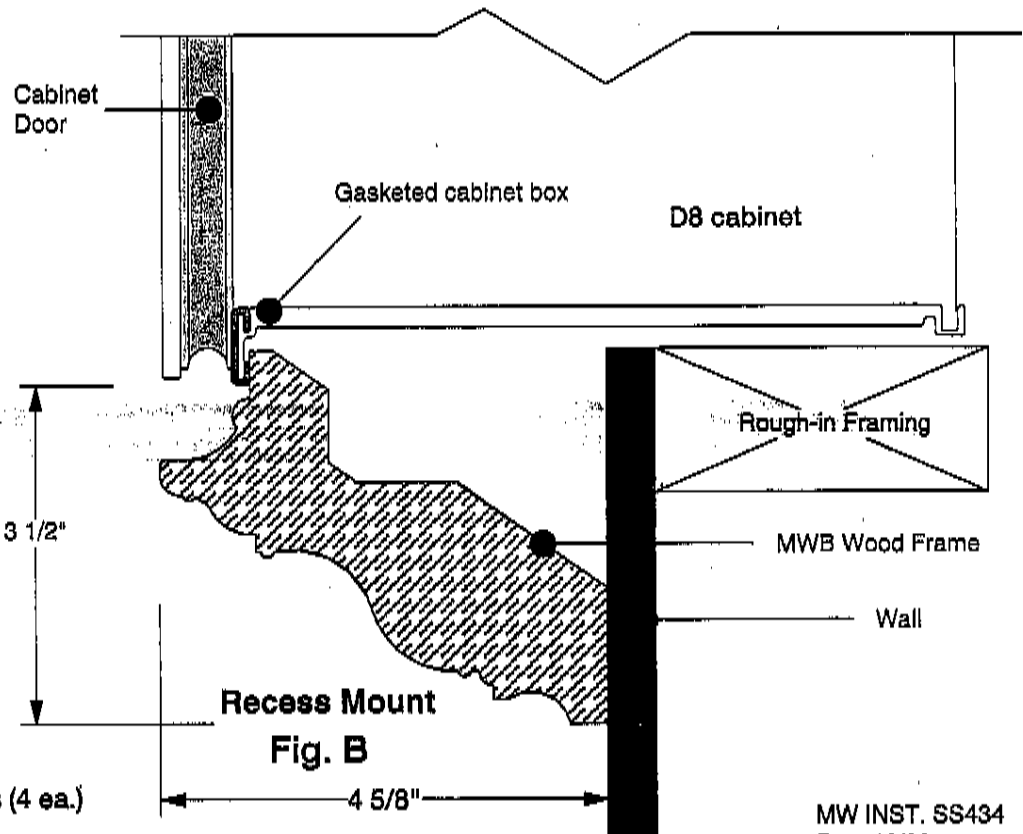 Cabinet
Door
Gasketed cabinet box
D8 cabinet
Rough-in Framing
3 1/2"
MWB Wood Frame
Wall
Recess Mount
Fig. B
(4 ea.)
4 5/8"
MW INST. SS434